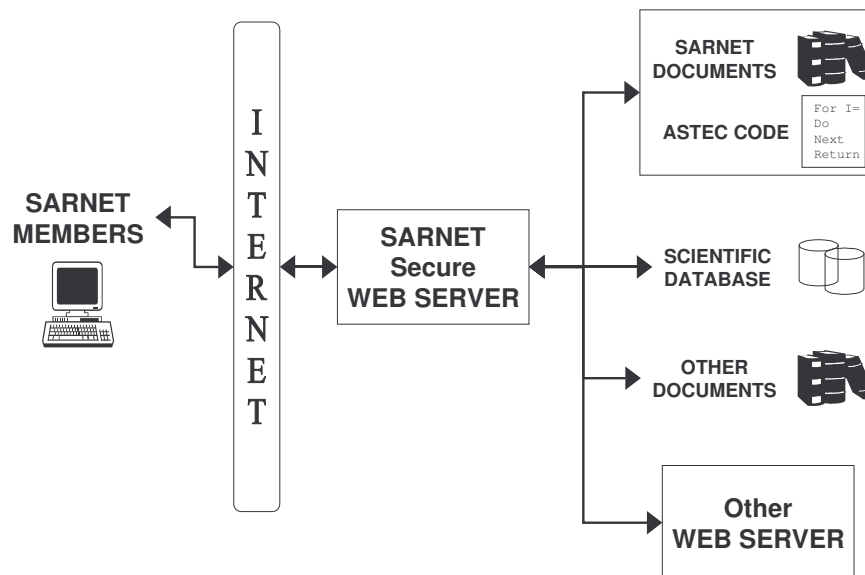 SARNET
MEMBERS
INTERNET
SARNET
Secure
WEB SERVER
SARNET
DOCUMENTS
ASTEC CODE
For I=
Do
Next
Return
SCIENTIFIC
DATABASE
OTHER
DOCUMENTS
Other
WEB SERVER